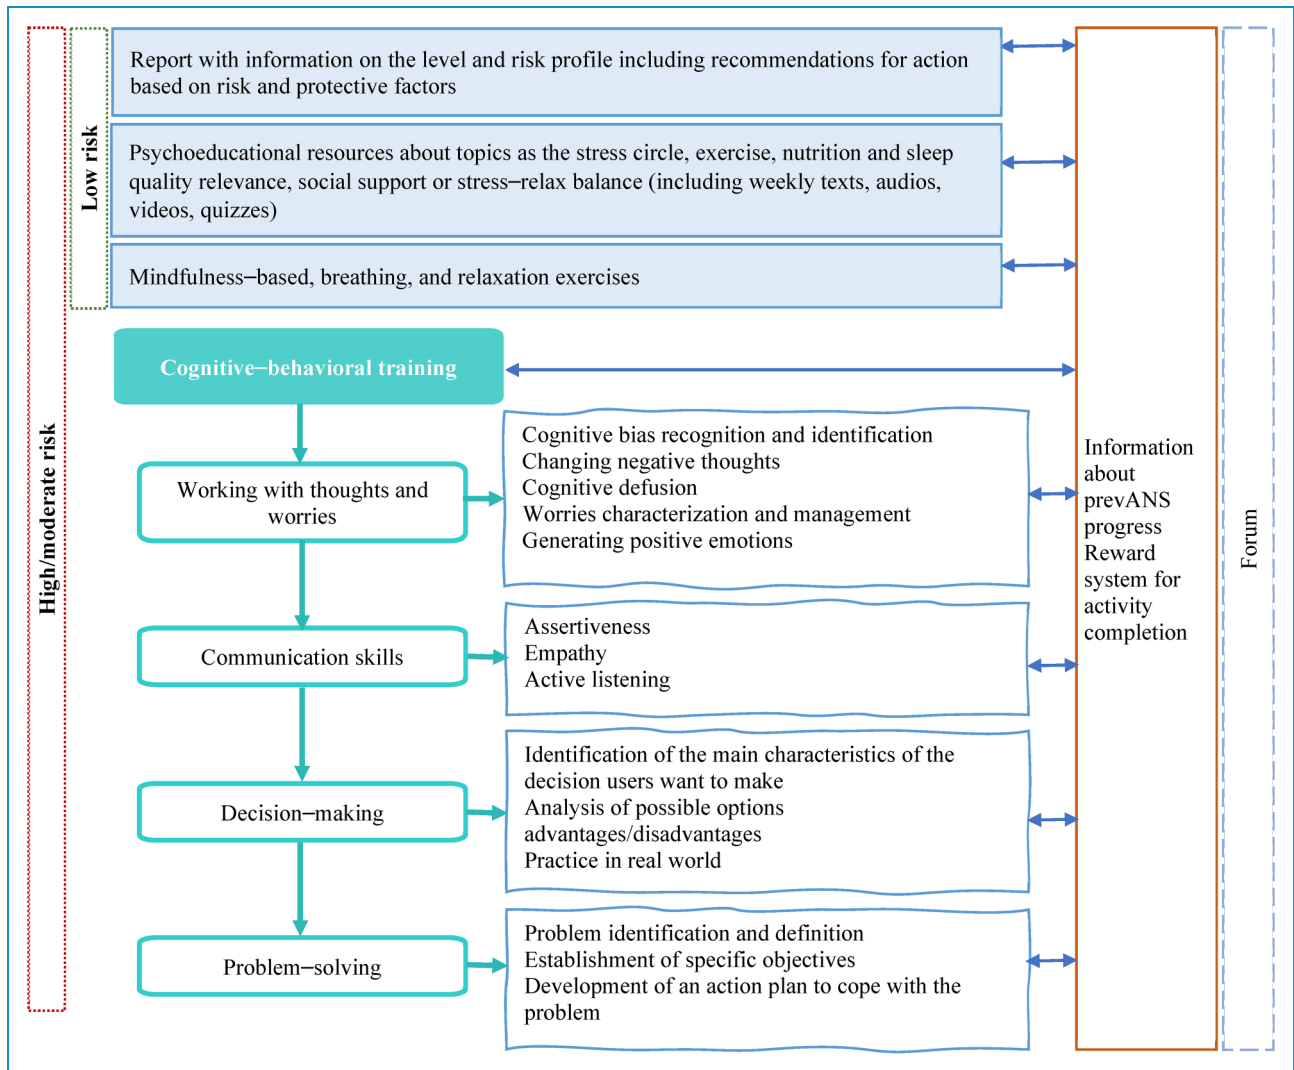 High/moderate risk
Low risk
Report with information on the level and risk profile including recommendations for action
based on risk and protective factors
Psychoeducational resources about topics as the stress circle, exercise, nutrition and sleep
quality relevance, social support or stress–relax balance (including weekly texts, audios,
videos, quizzes)
Mindfulness–based, breathing, and relaxation exercises
Cognitive–behavioral training
Working with thoughts and
worries
Cognitive bias recognition and identification
Changing negative thoughts
Cognitive defusion
Worries characterization and management
Generating positive emotions
Communication skills
Assertiveness
Empathy
Active listening
Decision–making
Identification of the main characteristics of the
decision users want to make
Analysis of possible options
advantages/disadvantages
Practice in real world
Problem–solving
Problem identification and definition
Establishment of specific objectives
Development of an action plan to cope with the
problem
Information
about
prevANS
progress
Reward
system for
activity
completion
Forum